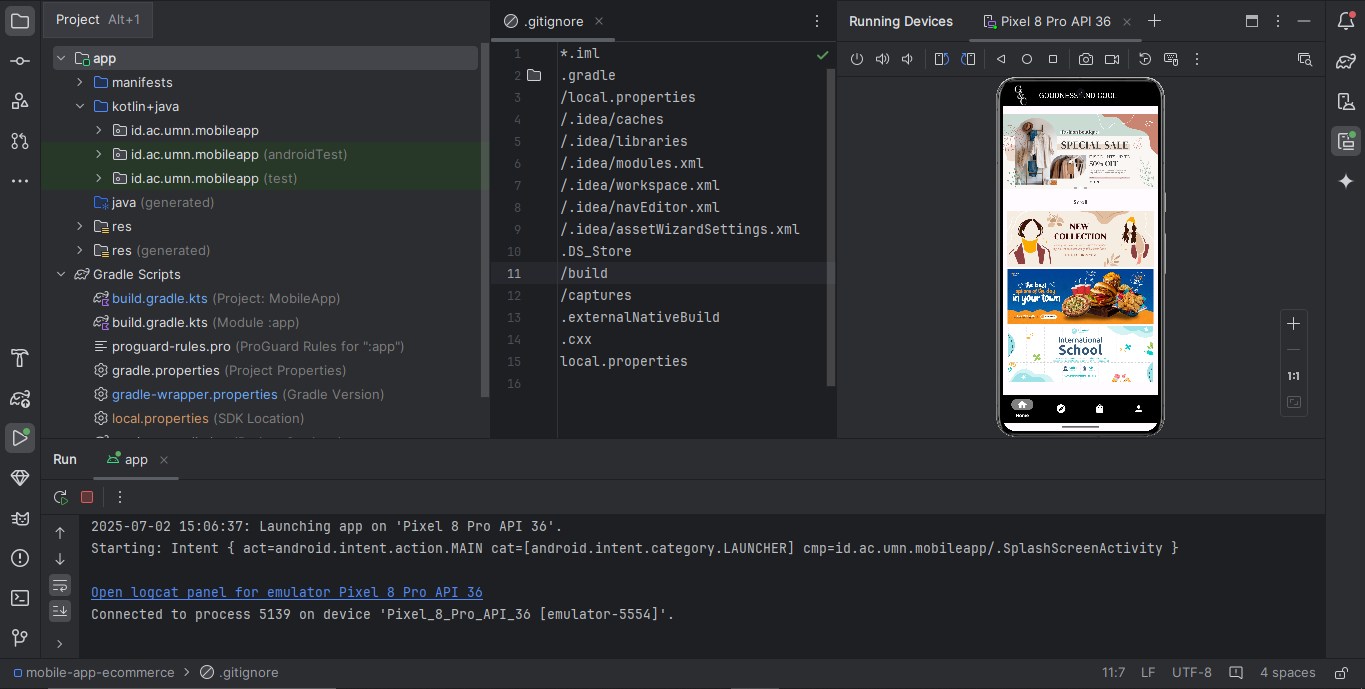 Project Alt+1
app
manifests
kotlin+java
id.ac.umn.mobileapp
id.ac.umn.mobileapp (androidTest)
id.ac.umn.mobileapp (test)
java (generated)
res
res (generated)
Gradle Scripts
build.gradle.kts (Project: MobileApp)
build.gradle.kts (Module :app)
proguard-rules.pro (ProGuard Rules for ":app")
gradle.properties (Project Properties)
gradle-wrapper.properties (Gradle Version)
local.properties (SDK Location)
.gitignore
1 *.iml
2 .gradle
3 /local.properties
4 /.idea/caches
5 /.idea/libraries
6 /.idea/modules.xml
7 /.idea/workspace.xml
8 /.idea/navEditor.xml
9 /.idea/assetWizardSettings.xml
10 .DS_Store
11 /build
12 /captures
13 .externalNativeBuild
14 .cxx
15 local.properties
16
Running Devices
Pixel 8 Pro API 36
G&C
GOODNESS AND COOL
Fashion boutique
SPECIAL SALE
50% OFF
Scroll
NEW
COLLECTION
the best
options of the day
in your town
International
School
Home
1:1
Run
app
2025-07-02 15:06:37: Launching app on 'Pixel 8 Pro API 36'.
Starting: Intent { act=android.intent.action.MAIN cat=[android.intent.category.LAUNCHER] cmp=id.ac.umn.mobileapp/.SplashScreenActivity }
Open logcat panel for emulator Pixel 8 Pro API 36
Connected to process 5139 on device 'Pixel_8_Pro_API_36 [emulator-5554]'.
mobile-app-ecommerce
.gitignore
11:7
LF
UTF-8
4 spaces